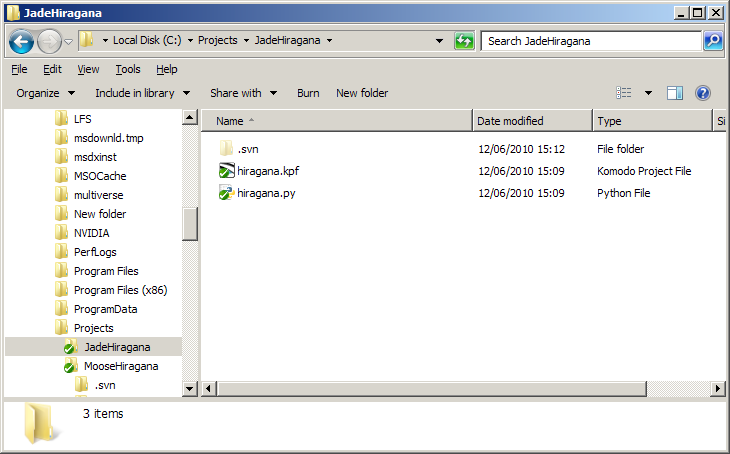 JadeHiragana
Local Disk (C:) Projects JadeHiragana
Search JadeHiragana
File Edit View Tools Help
Organize Include in library Share with Burn New folder
LFS
msdownld.tmp
msdxinst
MSOCache
multiverse
New folder
NVIDIA
PerfLogs
Program Files
Program Files (x86)
ProgramData
Projects
JadeHiragana
MooseHiragana
.svn
Name Date modified Type Si
.svn 12/06/2010 15:12 File folder
hiragana.kpf 12/06/2010 15:09 Komodo Project File
hiragana.py 12/06/2010 15:09 Python File
3 items